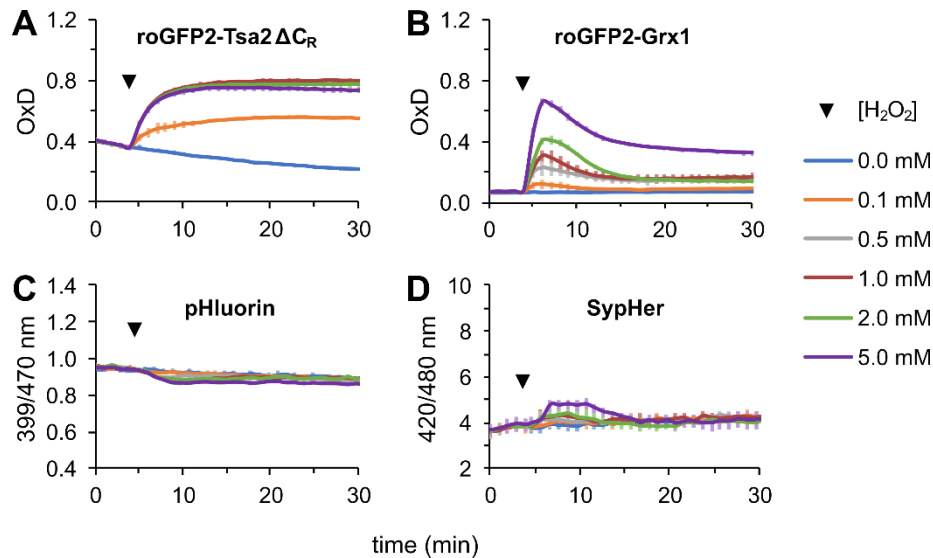 A
roGFP2-Tsa2ΔC_R
OxD
1.2
0.8
0.4
0.0
0 10 20 30
B
roGFP2-Grx1
OxD
1.2
0.8
0.4
0.0
0 10 20 30
▼ [H₂O₂]
0.0 mM
0.1 mM
0.5 mM
1.0 mM
2.0 mM
5.0 mM
C
pHluorin
399/470 nm
1.4
1.2
1.0
0.8
0.6
0.4
0 10 20 30
D
SypHer
420/480 nm
10
8
6
4
2
0 10 20 30
time (min)